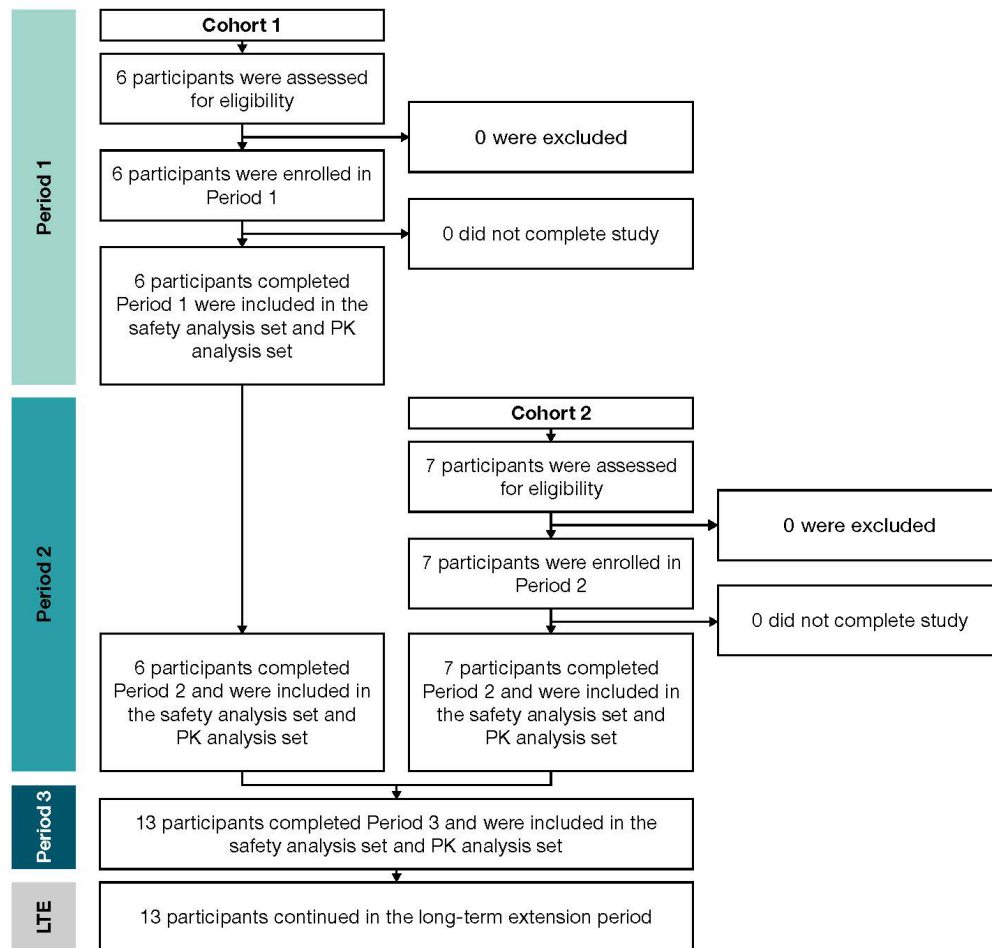 Period 1
Cohort 1
6 participants were assessed
for eligibility
0 were excluded
6 participants were enrolled in
Period 1
0 did not complete study
6 participants completed
Period 1 were included in the
safety analysis set and PK
analysis set
Period 2
Cohort 2
7 participants were assessed
for eligibility
0 were excluded
7 participants were enrolled in
Period 2
0 did not complete study
6 participants completed
Period 2 and were included in
the safety analysis set and
PK analysis set
7 participants completed
Period 2 and were included in
the safety analysis set and
PK analysis set
Period 3
13 participants completed Period 3 and were included in the
safety analysis set and PK analysis set
LTE
13 participants continued in the long-term extension period